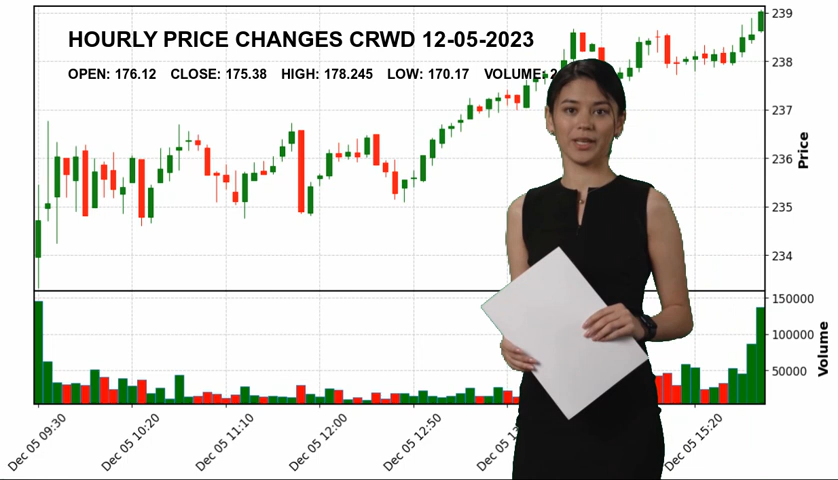 HOURLY PRICE CHANGES CRWD 12-05-2023
OPEN: 176.12 CLOSE: 175.38 HIGH: 178.245 LOW: 170.17 VOLUME:
239
238
237
236
235
234
Price
150000
100000
50000
Volume
Dec 05 09:30
Dec 05 10:20
Dec 05 11:10
Dec 05 12:00
Dec 05 12:50
Dec 05
Dec 05 15:20